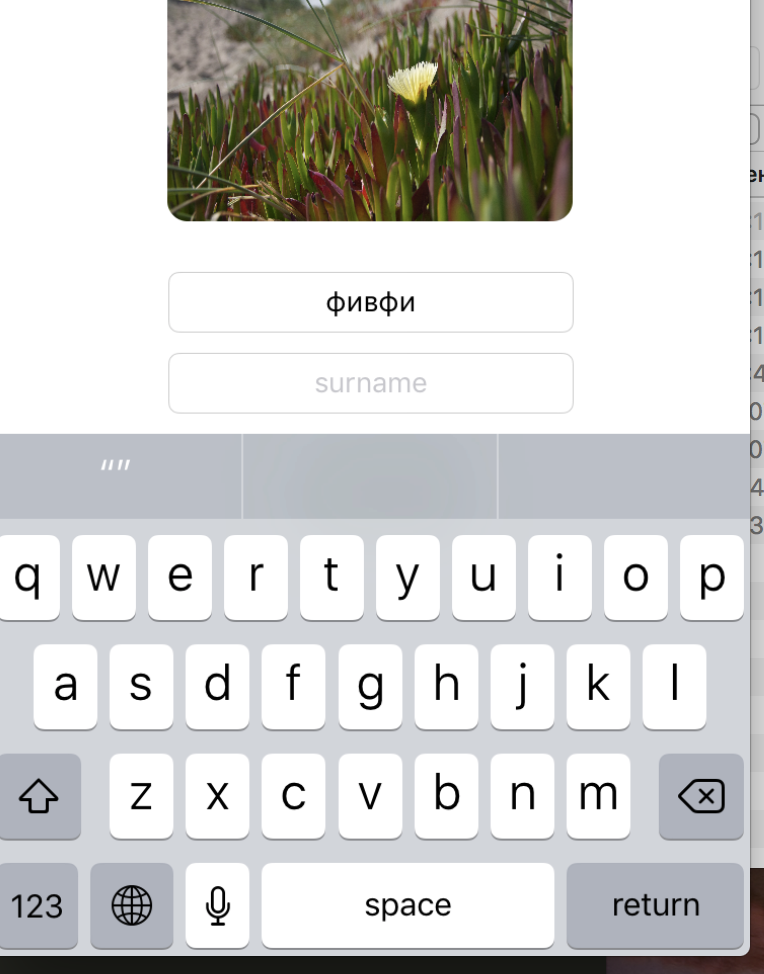 фивфи
surname
“”
q w e r t y u i o p
a s d f g h j k l
z x c v b n m
123 space return